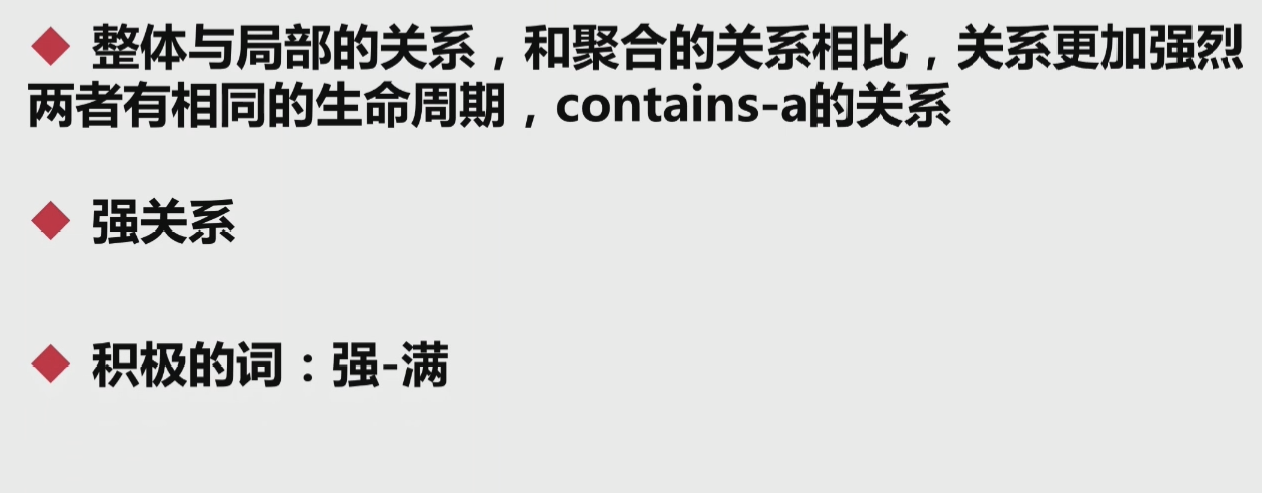 整体与局部的关系，和聚合的关系相比，关系更加强烈
两者有相同的生命周期，contains-a的关系
强关系
积极的词：强-满